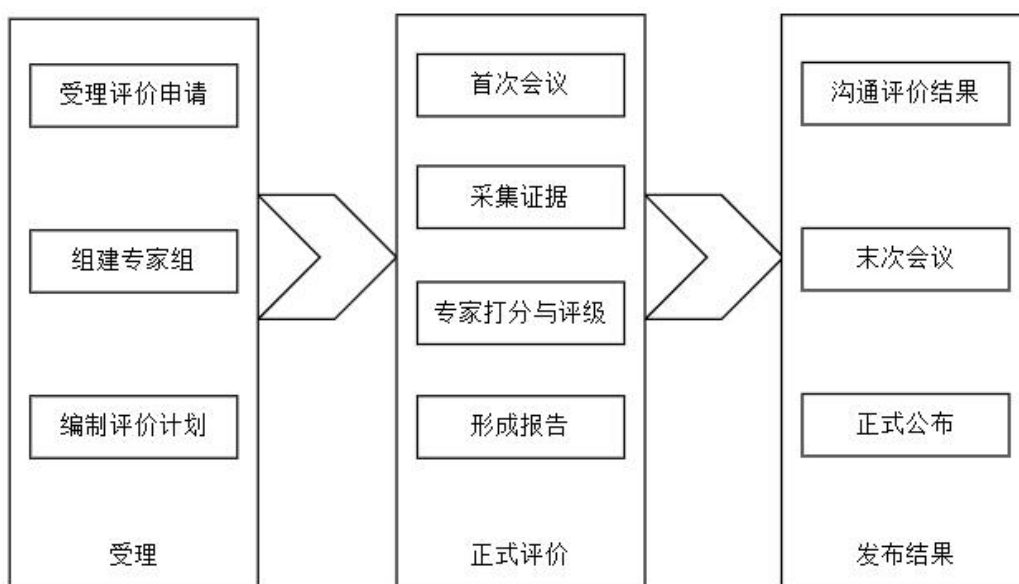 受理评价申请
组建专家组
编制评价计划
受理
首次会议
采集证据
专家打分与评级
形成报告
正式评价
沟通评价结果
末次会议
正式公布
发布结果